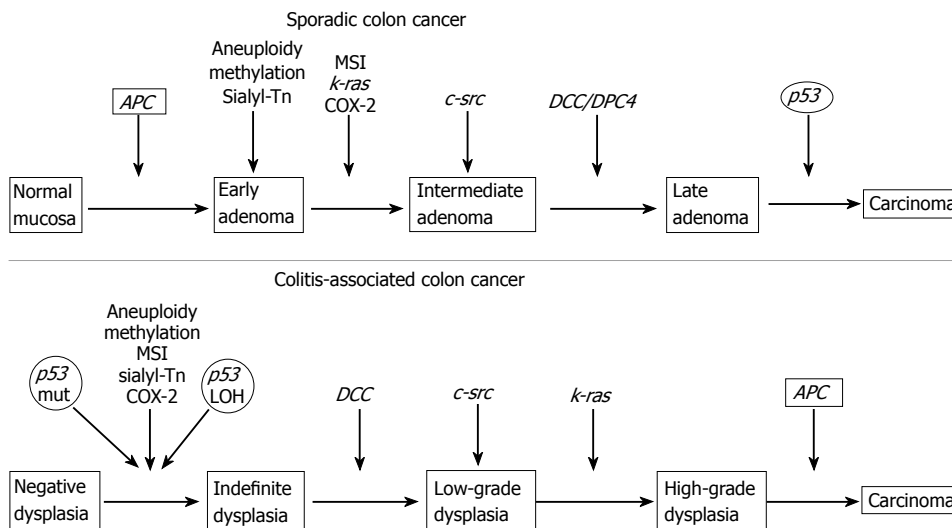 Sporadic colon cancer
Aneuploidy
methylation
Sialyl-Tn
MSI
k-ras
COX-2
APC
c-src
DCC/DPC4
p53
Normal
mucosa
Early
adenoma
Intermediate
adenoma
Late
adenoma
Carcinoma
Colitis-associated colon cancer
Aneuploidy
methylation
MSI
sialyl-Tn
COX-2
p53
mut
p53
LOH
DCC
c-src
k-ras
APC
Negative
dysplasia
Indefinite
dysplasia
Low-grade
dysplasia
High-grade
dysplasia
Carcinoma